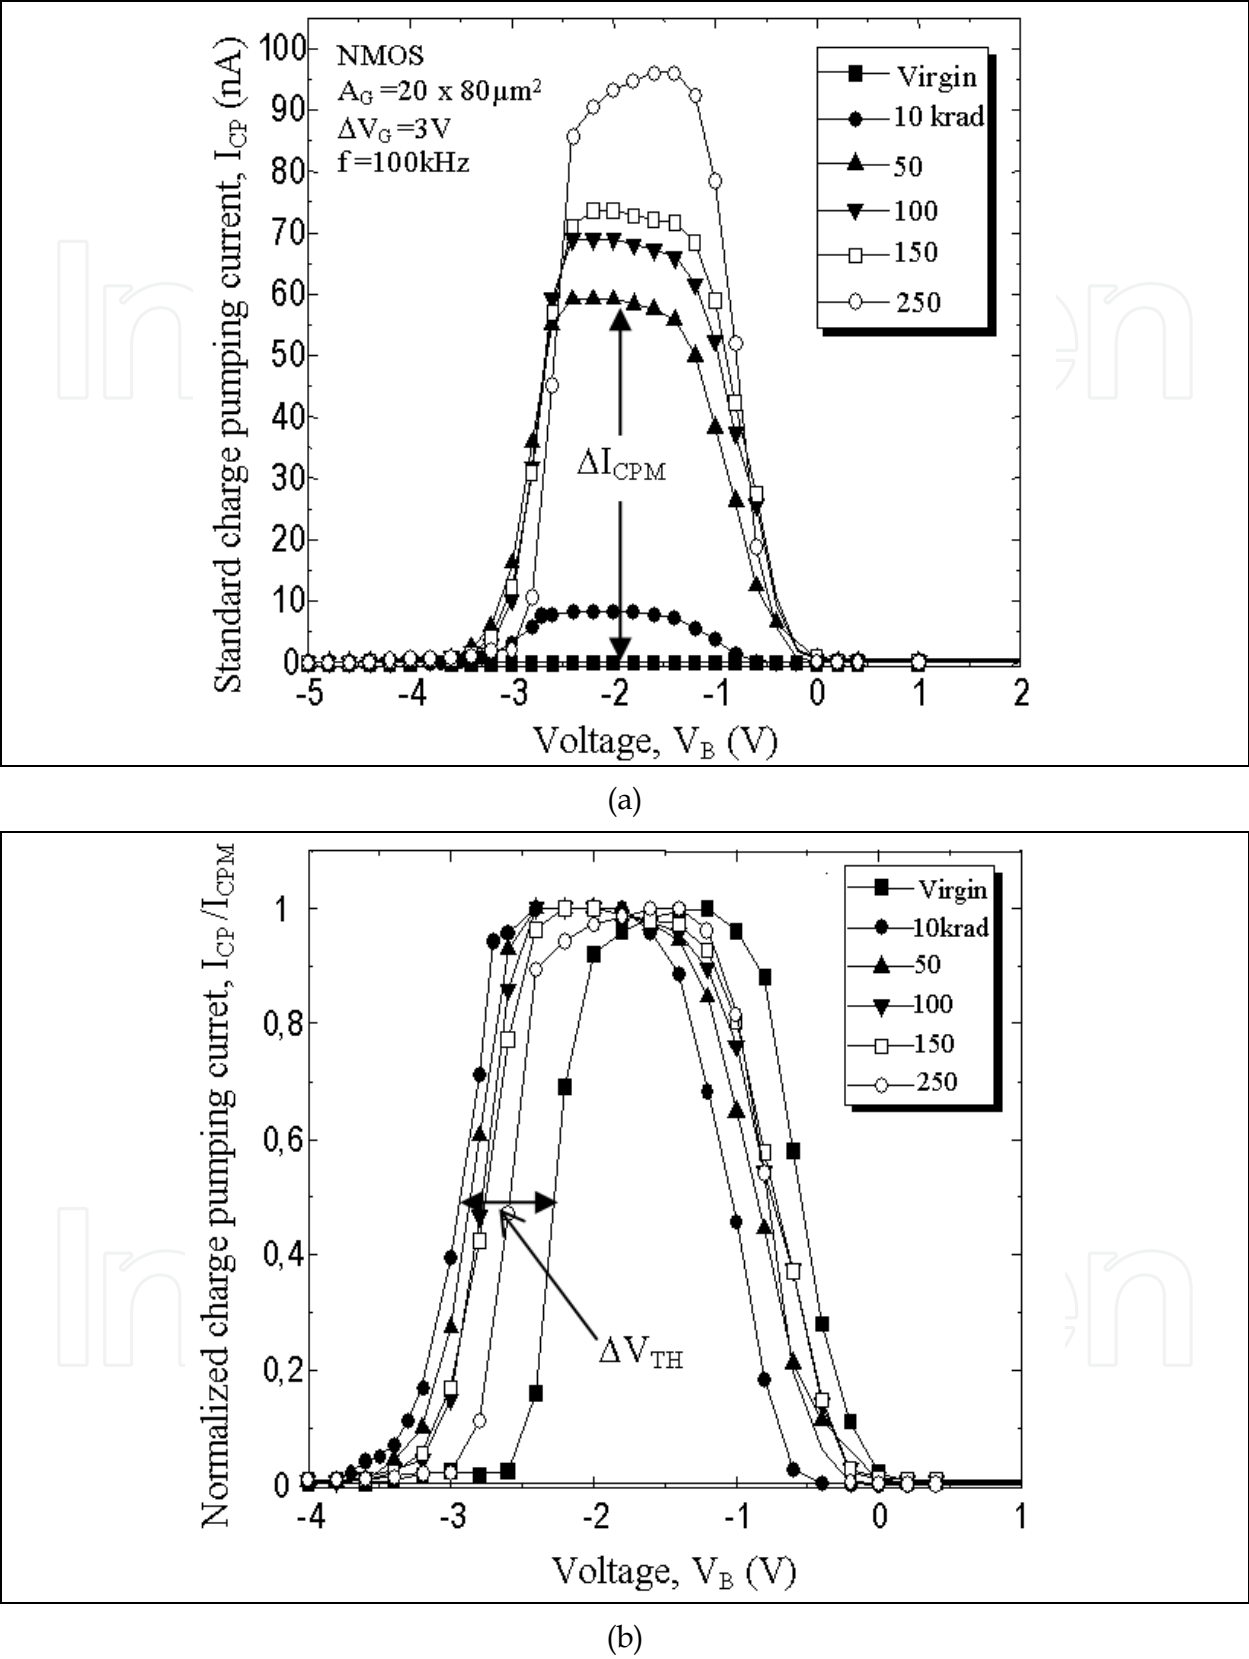 100
90
80
70
60
50
40
30
20
10
0
Standard charge pumping current, I_CP (nA)
NMOS
A_G =20 x 80µm²
ΔV_G =3V
f =100kHz
Virgin
10 krad
50
100
150
250
ΔI_CPM
-5 -4 -3 -2 -1 0 1 2
Voltage, V_B (V)
(a)
1
0,8
0,6
0,4
0,2
0
Normalized charge pumping curret, I_CP /I_CPM
Virgin
10krad
50
100
150
250
ΔV_TH
-4 -3 -2 -1 0 1
Voltage, V_B (V)
(b)